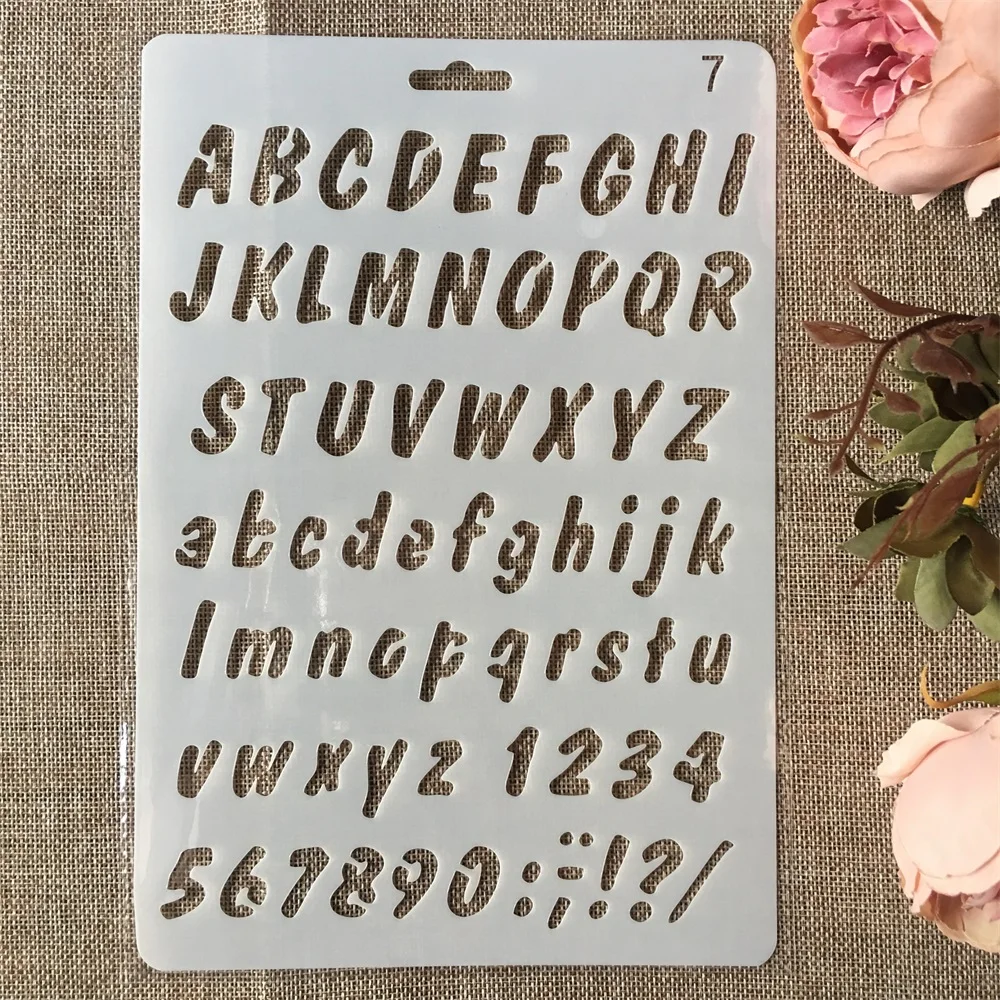 7
ABCDEFGHI
JKLMNOPQR
STUVWXYZ
abcdefghijk
lmnopqrstu
vwxyz 1234
567890:;-"!?/